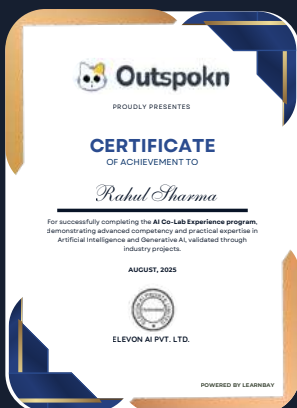 Outspokn
PROUDLY PRESENTES
CERTIFICATE
OF ACHIEVEMENT TO
Rahul Sharma
For successfully completing the AI Co-Lab Experience program,
demonstrating advanced competency and practical expertise in
Artificial Intelligence and Generative AI, validated through
industry projects.
AUGUST, 2025
ELEVON AI PVT. LTD.
POWERED BY LEARNBAY